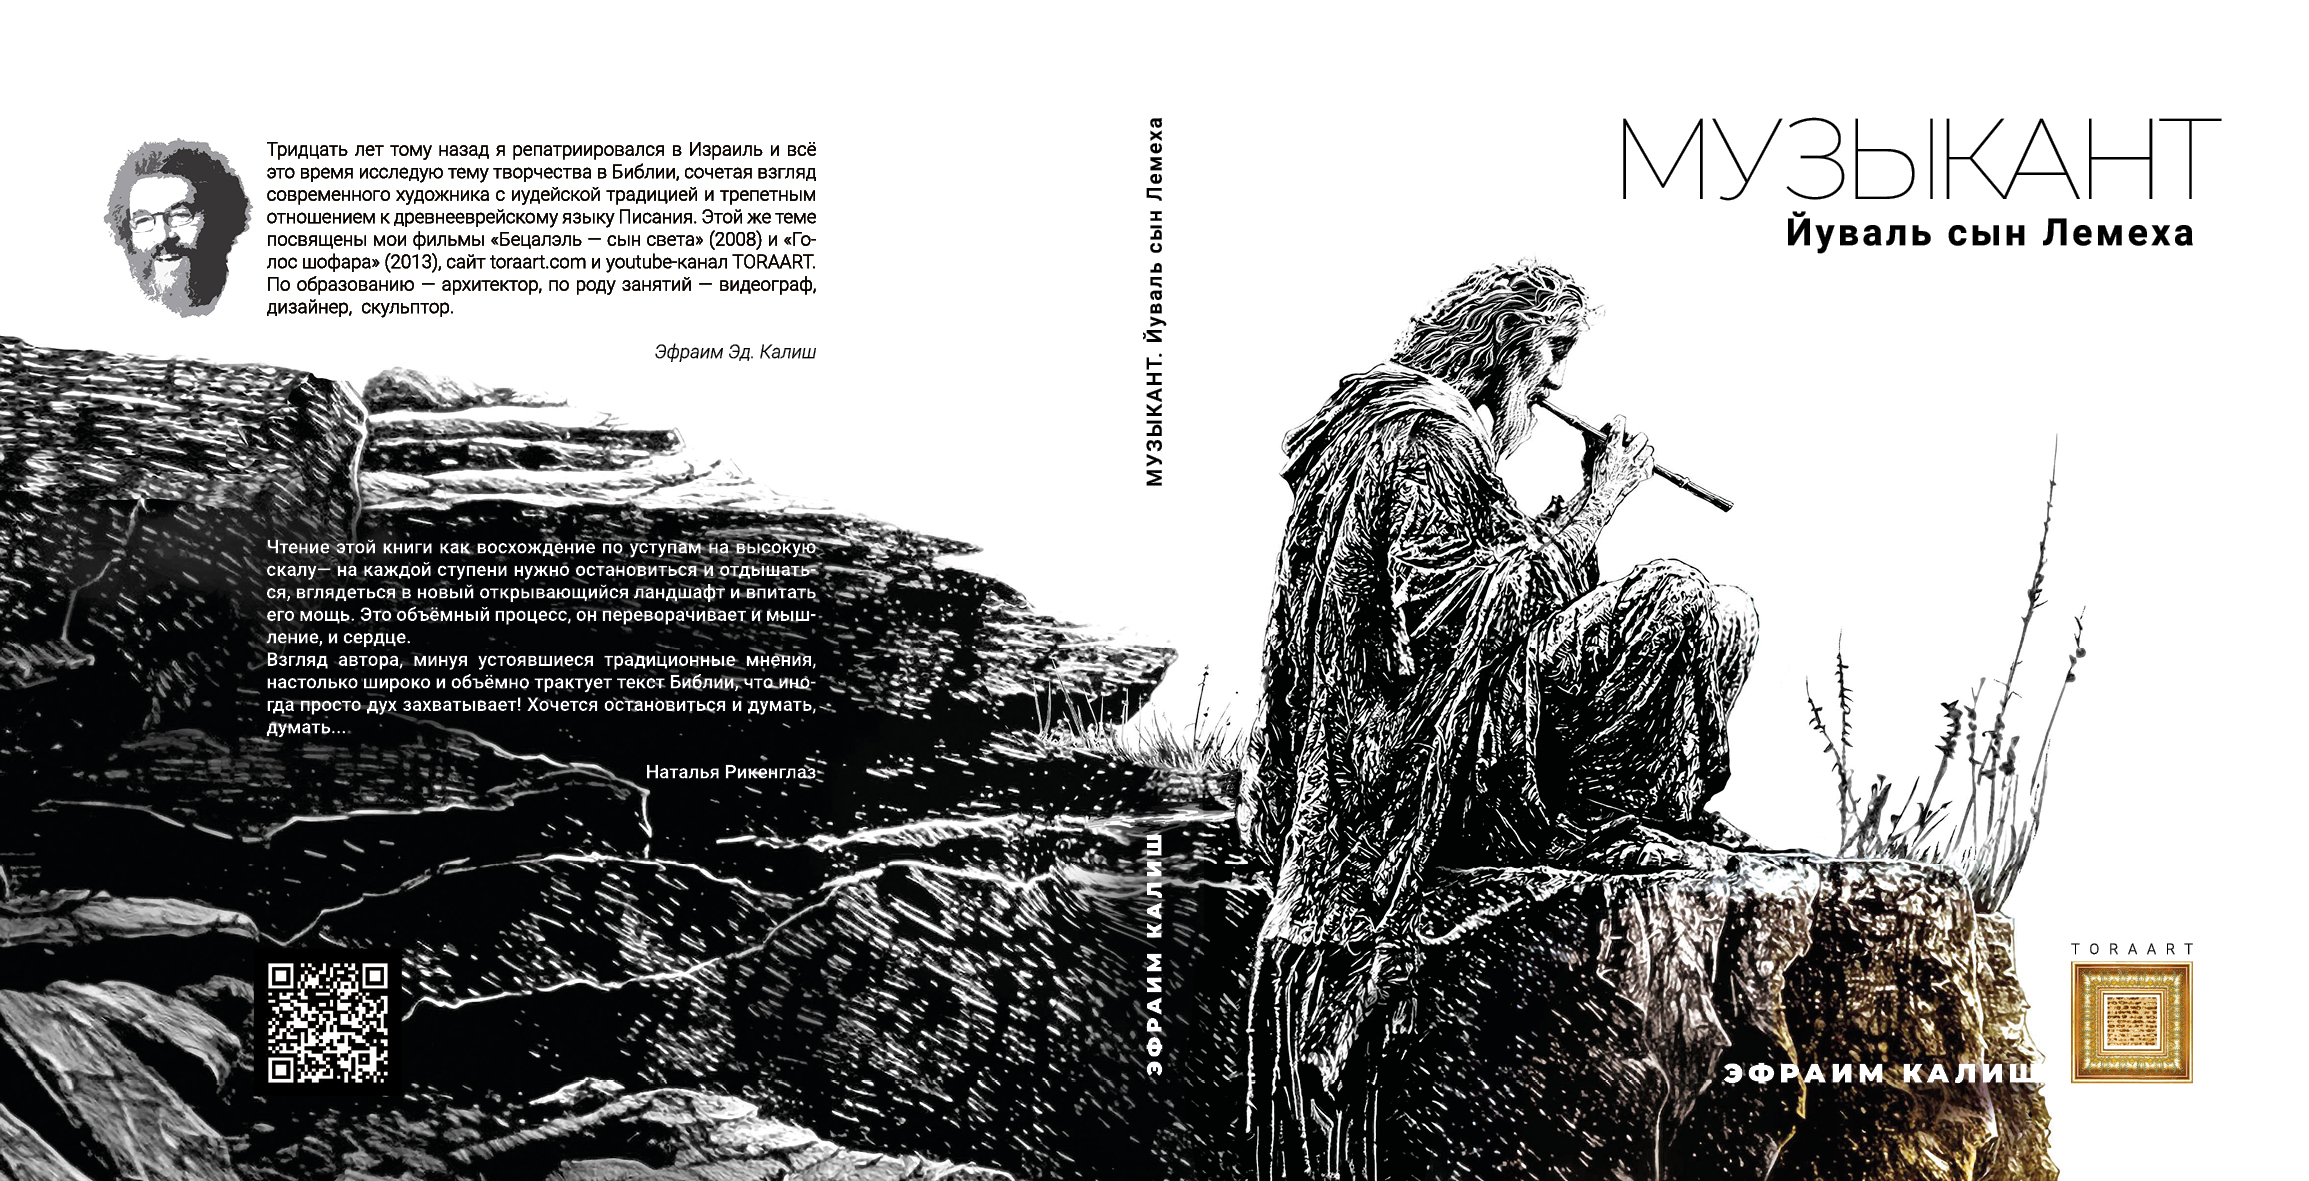 Тридцать лет тому назад я репатриировался в Израиль и всё
это время исследую тему творчества в Библии, сочетая взгляд
современного художника с иудейской традицией и трепетным
отношением к древнееврейскому языку Писания. Этой же теме
посвящены мои фильмы «Бецалэль — сын света» (2008) и «Го-
лос шофара» (2013), сайт toraart.com и youtube-канал TORAART.
По образованию — архитектор, по роду занятий — видеограф,
дизайнер, скульптор.
Эфраим Эд. Калиш
Чтение этой книги как восхождение по уступам на высокую
скалу— на каждой ступени нужно остановиться и отдышать-
ся, вглядеться в новый открывающийся ландшафт и впитать
его мощь. Это объёмный процесс, он переворачивает и мыш-
ление, и сердце.
Взгляд автора, минуя устоявшиеся традиционные мнения,
настолько широко и объёмно трактует текст Библии, что ино-
гда просто дух захватывает! Хочется остановиться и думать,
думать...
Наталья Рикенглаз
МУЗЫКАНТ. Йуваль сын Лемеха
ЭФРАИМ КАЛИШ
МУЗЫКАНТ
Йуваль сын Лемеха
TORAART
ЭФРАИМ КАЛИШ